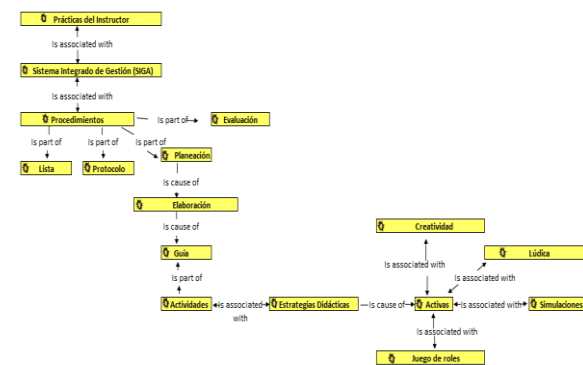 Prácticas del Instructor
Is associated with
Sistema Integrado de Gestión (SIGA)
Is associated with
Procedimientos
Is part of
Evaluación
Is part of
Is part of
Is part of
Lista
Protocolo
Planeación
Is cause of
Elaboración
Is cause of
Guía
Is part of
Actividades
Is associated
with
Estrategias Didácticas
Is cause of
Activas
Creatividad
Is associated with
Lúdica
Is associated with
Is associated with
Simulaciones
Is associated with
Juego de roles